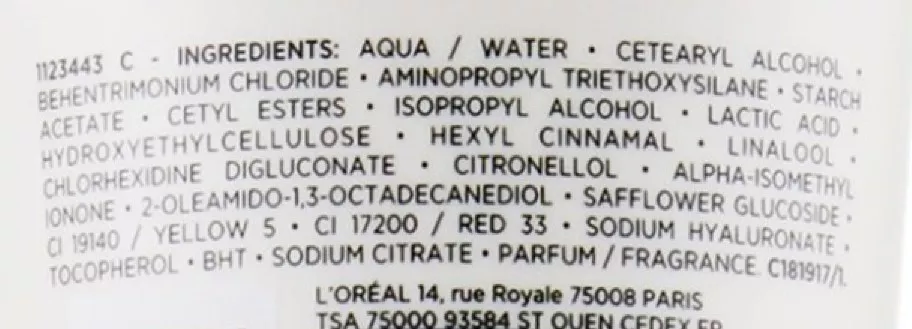 1123443 C - INGREDIENTS: AQUA / WATER • CETEARYL ALCOHOL •
BEHENTRIMONIUM CHLORIDE • AMINOPROPYL TRIETHOXYSILANE • STARCH
ACETATE • CETYL ESTERS • ISOPROPYL ALCOHOL • LACTIC ACID •
HYDROXYETHYLCELLULOSE • HEXYL CINNAMAL • LINALOOL •
CHLORHEXIDINE DIGLUCONATE • CITRONELLOL • ALPHA-ISOMETHYL
IONONE • 2-OLEAMIDO-1,3-OCTADECANEDIOL • SAFFLOWER GLUCOSIDE •
CI 19140 / YELLOW 5 • CI 17200 / RED 33 • SODIUM HYALURONATE •
TOCOPHEROL • BHT • SODIUM CITRATE • PARFUM / FRAGRANCE C181917/1
L'ORÉAL 14, rue Royale 75008 PARIS
TSA 75000 93584 ST OUEN CEDEX FR